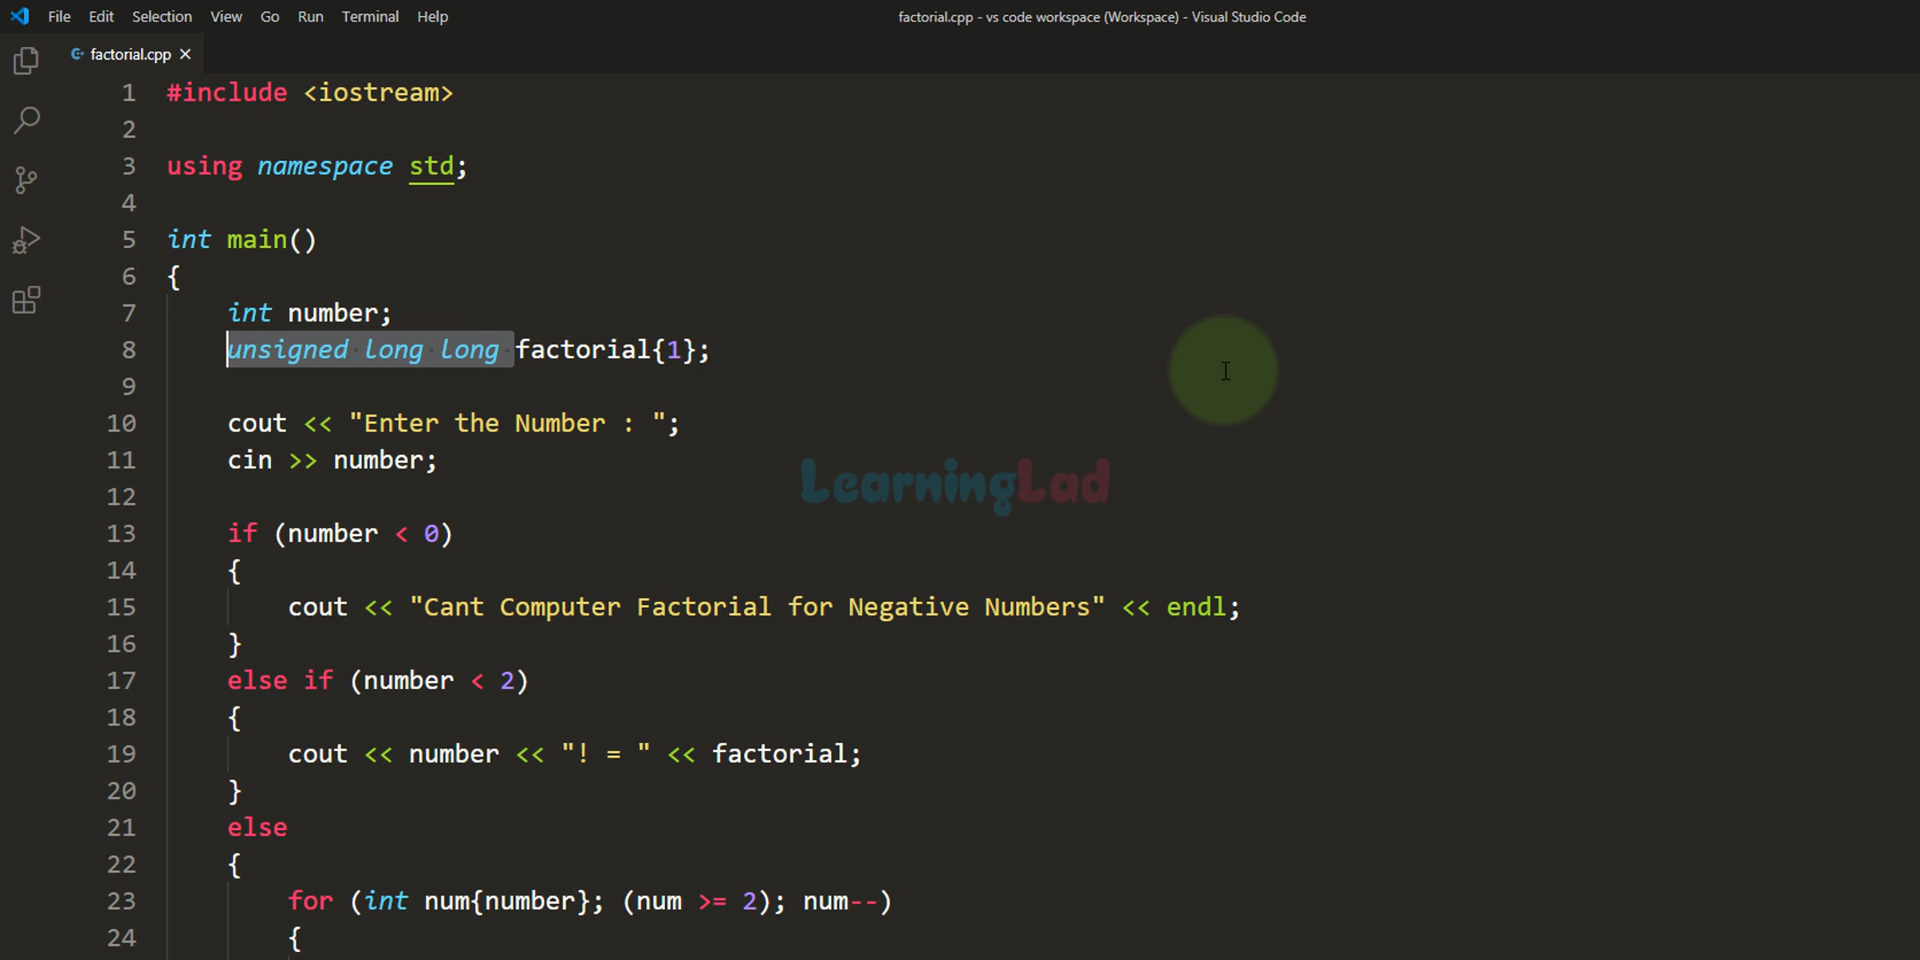 File Edit Selection View Go Run Terminal Help
factorial.cpp - vs code workspace (Workspace) - Visual Studio Code
factorial.cpp
1 #include <iostream>
2
3 using namespace std;
4
5 int main()
6 {
7 int number;
8 unsigned long long factorial{1};
9
10 cout << "Enter the Number : ";
11 cin >> number;
LearningLad
12
13 if (number < 0)
14 {
15 cout << "Cant Computer Factorial for Negative Numbers" << endl;
16 }
17 else if (number < 2)
18 {
19 cout << number << "! = " << factorial;
20 }
21 else
22 {
23 for (int num{number}; (num >= 2); num--)
24 {